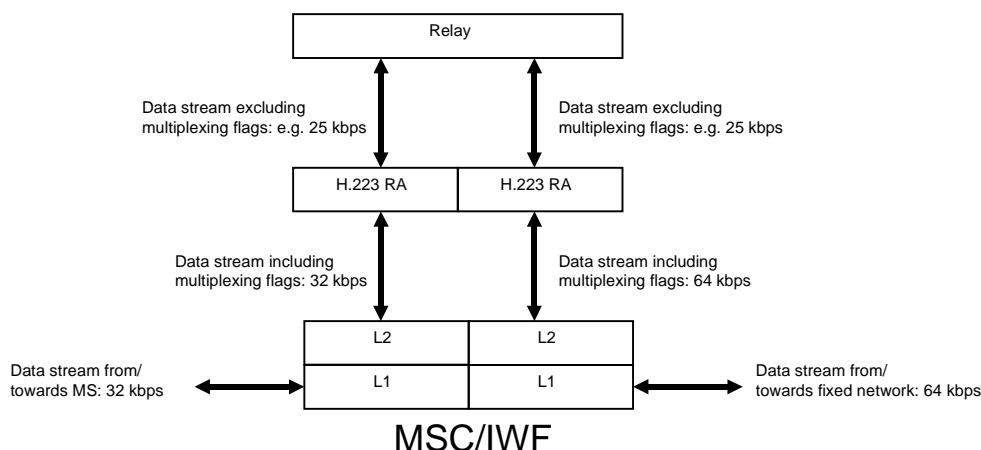 Relay
Data stream excluding
multiplexing flags: e.g. 25 kbps
Data stream excluding
multiplexing flags: e.g. 25 kbps
H.223 RA
H.223 RA
Data stream including
multiplexing flags: 32 kbps
Data stream including
multiplexing flags: 64 kbps
L2
L2
Data stream from/
towards MS: 32 kbps
L1
L1
Data stream from/
towards fixed network: 64 kbps
MSC/IWF